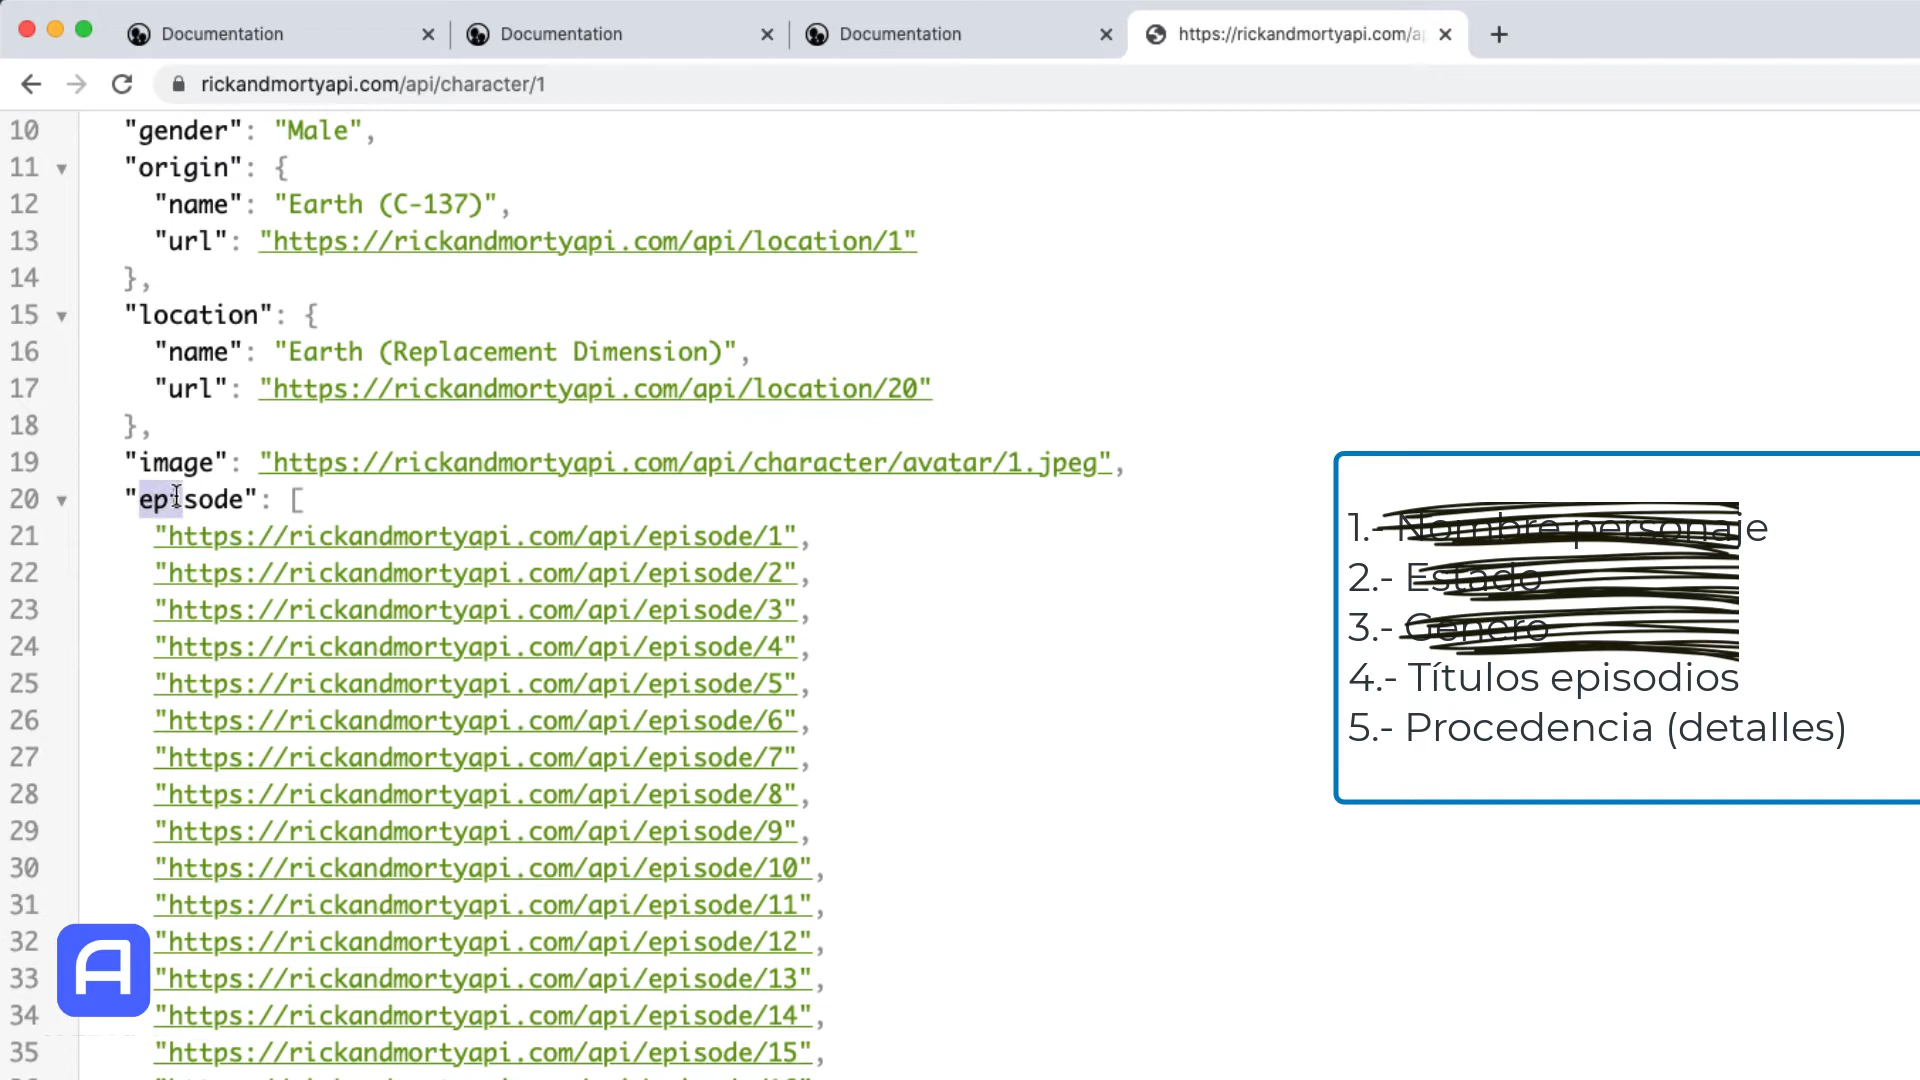 Documentation
Documentation
Documentation
https://rickandmortyapi.com/a
rickandmortyapi.com/api/character/1
10 "gender": "Male",
11 "origin": {
12 "name": "Earth (C-137)",
13 "url": "https://rickandmortyapi.com/api/location/1"
14 },
15 "location": {
16 "name": "Earth (Replacement Dimension)",
17 "url": "https://rickandmortyapi.com/api/location/20"
18 },
19 "image": "https://rickandmortyapi.com/api/character/avatar/1.jpeg",
20 "episode": [
21 "https://rickandmortyapi.com/api/episode/1",
22 "https://rickandmortyapi.com/api/episode/2",
23 "https://rickandmortyapi.com/api/episode/3",
24 "https://rickandmortyapi.com/api/episode/4",
25 "https://rickandmortyapi.com/api/episode/5",
26 "https://rickandmortyapi.com/api/episode/6",
27 "https://rickandmortyapi.com/api/episode/7",
28 "https://rickandmortyapi.com/api/episode/8",
29 "https://rickandmortyapi.com/api/episode/9",
30 "https://rickandmortyapi.com/api/episode/10",
31 "https://rickandmortyapi.com/api/episode/11",
32 "https://rickandmortyapi.com/api/episode/12",
33 "https://rickandmortyapi.com/api/episode/13",
34 "https://rickandmortyapi.com/api/episode/14",
35 "https://rickandmortyapi.com/api/episode/15",
1.- Nombre personaje
2.- Estado
3.- Género
4.- Títulos episodios
5.- Procedencia (detalles)
A